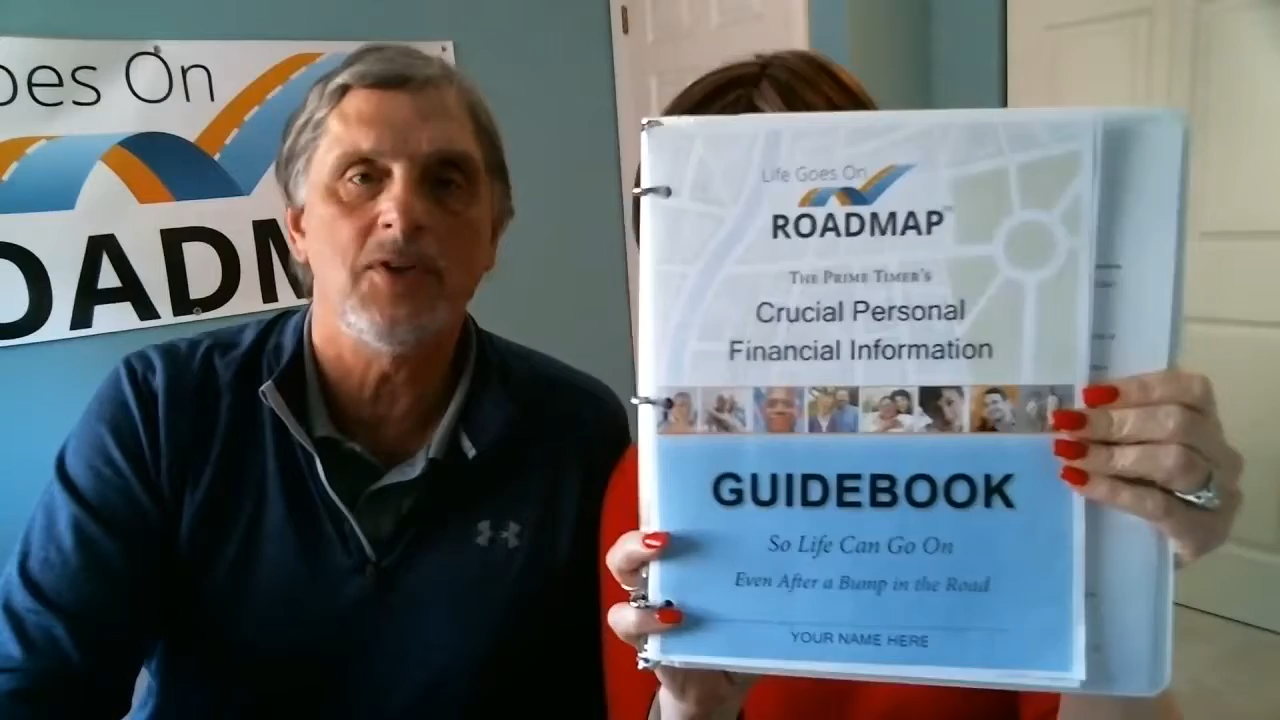 oes On
OADM
Life Goes On
ROADMAP™
THE PRIME TIMER'S
Crucial Personal
Financial Information
GUIDEBOOK
So Life Can Go On
Even After a Bump in the Road
YOUR NAME HERE